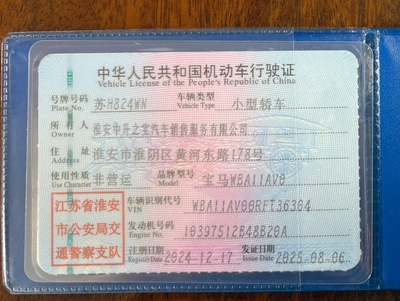 中华人民共和国机动车行驶证
Vehicle License of the People's Republic of China
号牌号码 苏H824WN 车辆类型 小型轿车
Plate No. Vehicle Type
所有人 淮安中升之宝汽车销售服务有限公司
Owner
住址 淮安市淮阴区黄河东路178号
Address
使用性质 非营运 品牌型号 宝马WBA11AV0
Use Character Model
江苏省淮安 车辆识别代号 WBA11AV00RFT36304
VIN
市公安局交 发动机号码 10397512B48B20A
Engine No.
通警察支队 注册日期 2024-12-17 发证日期 2025-08-06
Register Date Issue Date